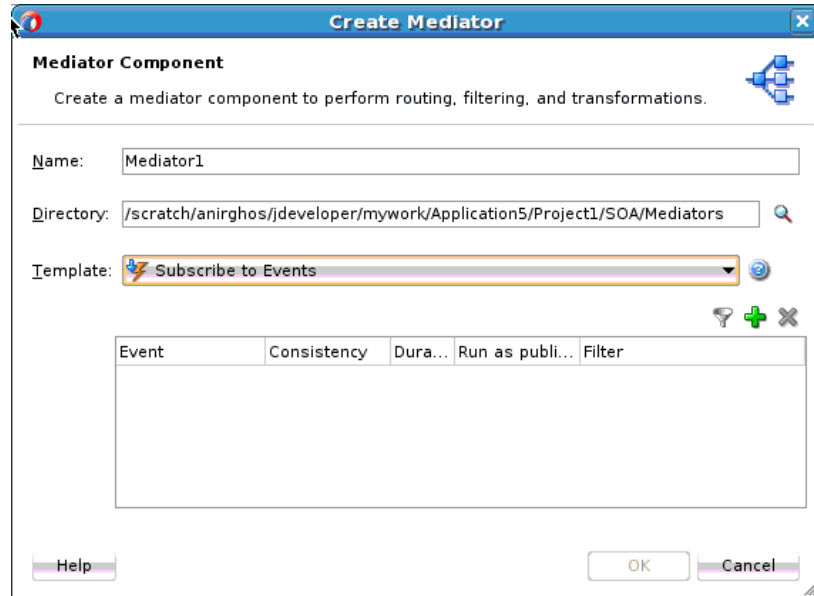 Create Mediator
Mediator Component
Create a mediator component to perform routing, filtering, and transformations.
Name: Mediator1
Directory: /scratch/anirghos/jdeveloper/mywork/Application5/Project1/SOA/Mediators
Template: Subscribe to Events
Event Consistency Dura... Run as publi... Filter
Help OK Cancel